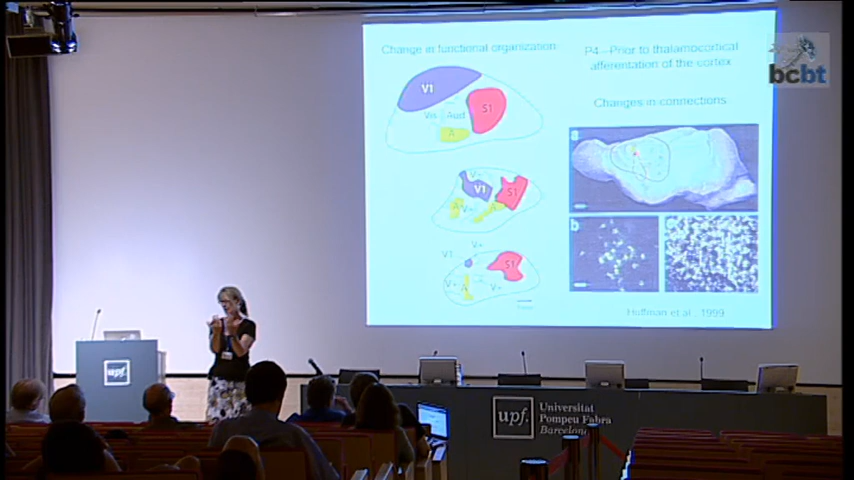 Change in functional organization
V1
S1
Vis
Aud
A
P4 - Prior to thalamocortical
afferentation of the cortex
Changes in connections
a
b
c
V+
V1
S1
A
V+
A
V+
V1
S1
V+
A
V+
Huffman et al., 1999
bcbt
upf.
upf.
Universitat
Pompeu Fabra
Barcelona